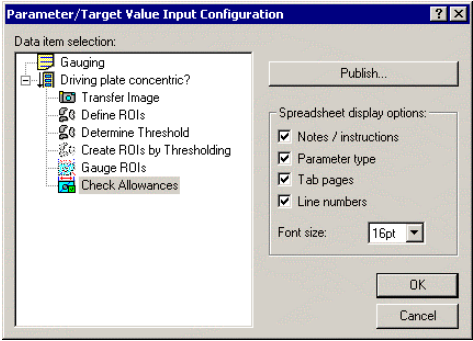 Parameter/Target Value Input Configuration
Data item selection:
Gauging
Driving plate concentric?
Transfer Image
Define ROIs
Determine Threshold
Create ROIs by Thresholding
Gauge ROIs
Check Allowances
Publish...
Spreadsheet display options:
Notes / instructions
Parameter type
Tab pages
Line numbers
Font size: 16pt
OK
Cancel